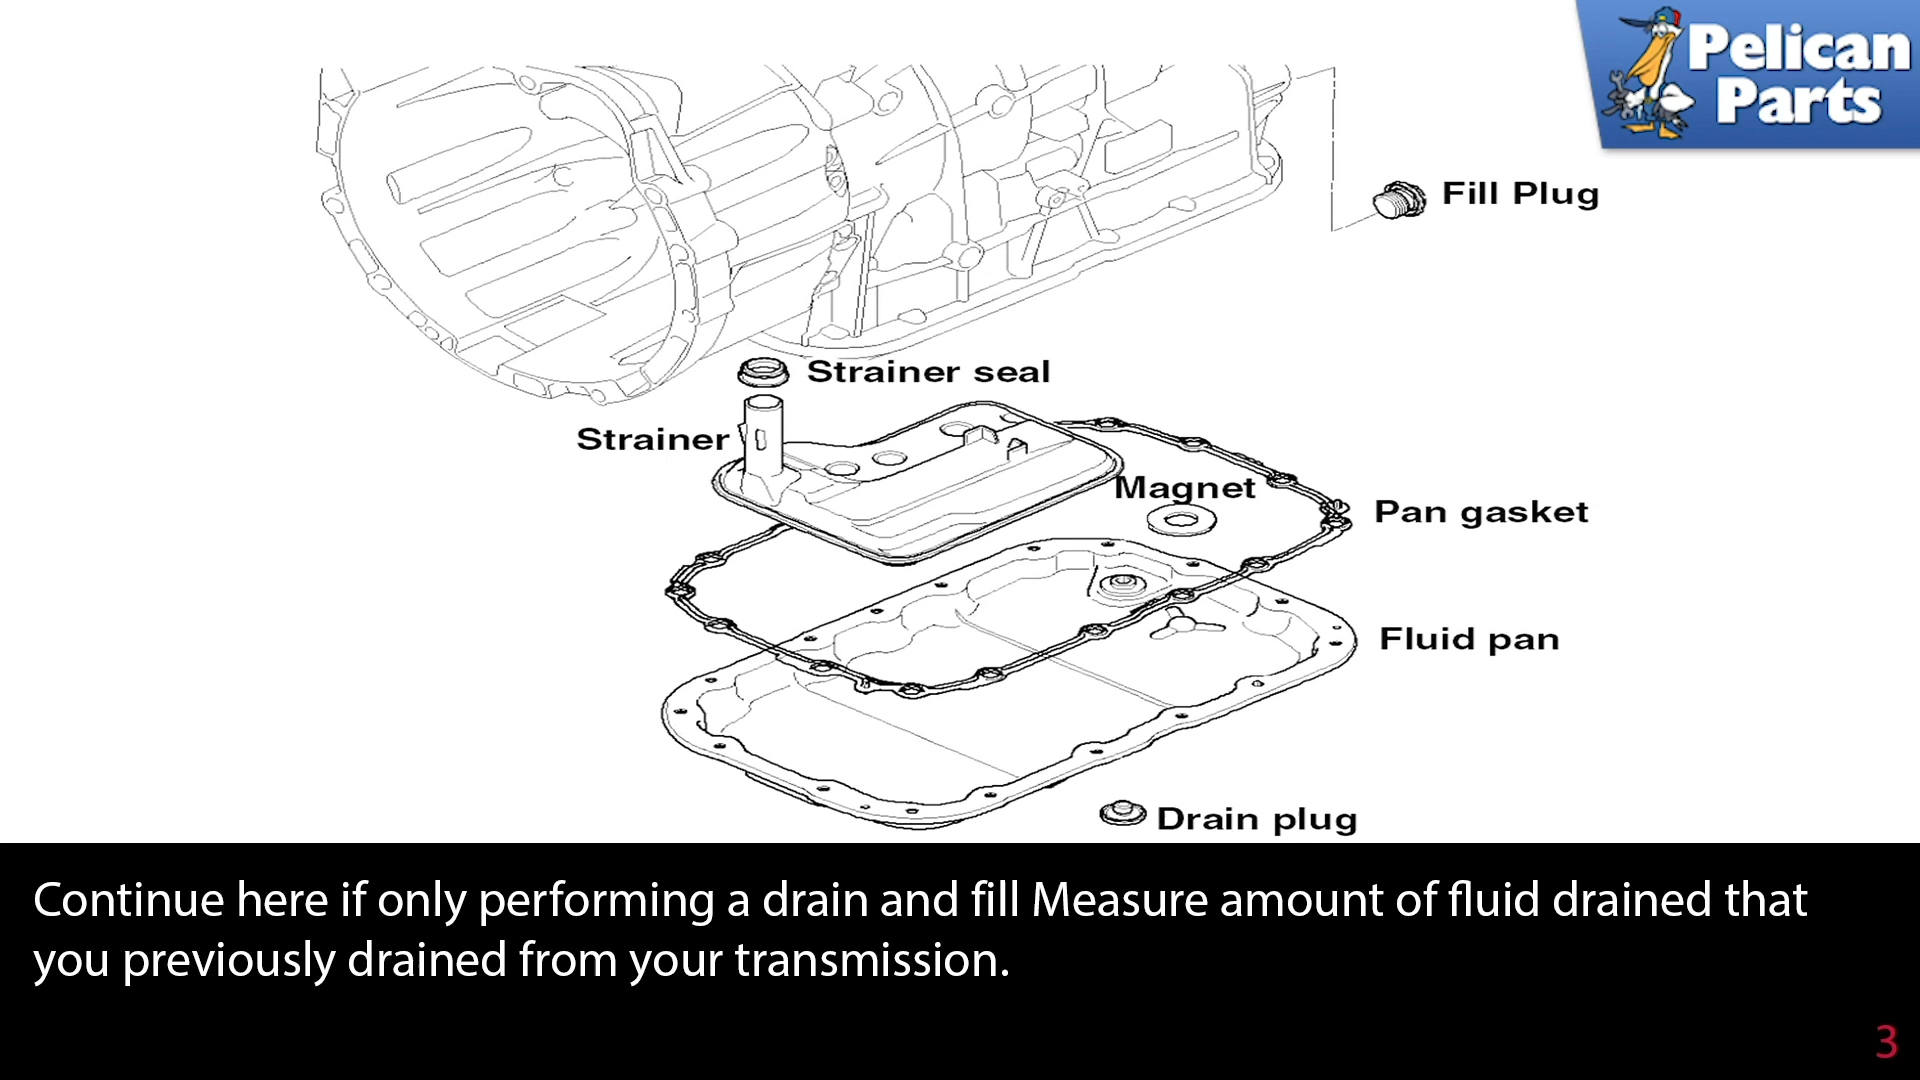 Pelican
Parts
Fill Plug
Strainer seal
Strainer
Magnet
Pan gasket
Fluid pan
Drain plug
Continue here if only performing a drain and fill Measure amount of fluid drained that
you previously drained from your transmission.
3